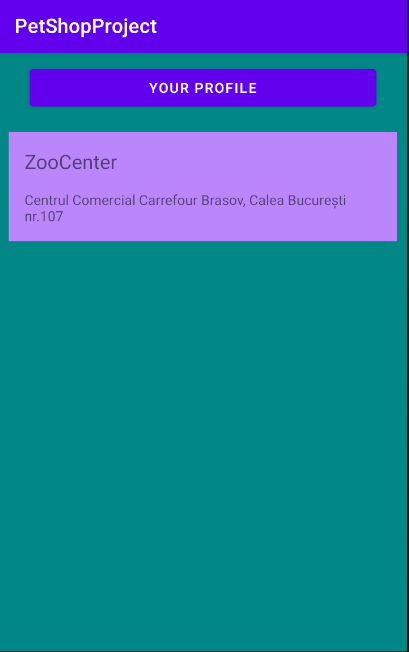 PetShopProject
YOUR PROFILE
ZooCenter
Centrul Comercial Carrefour Brasov, Calea București
nr.107